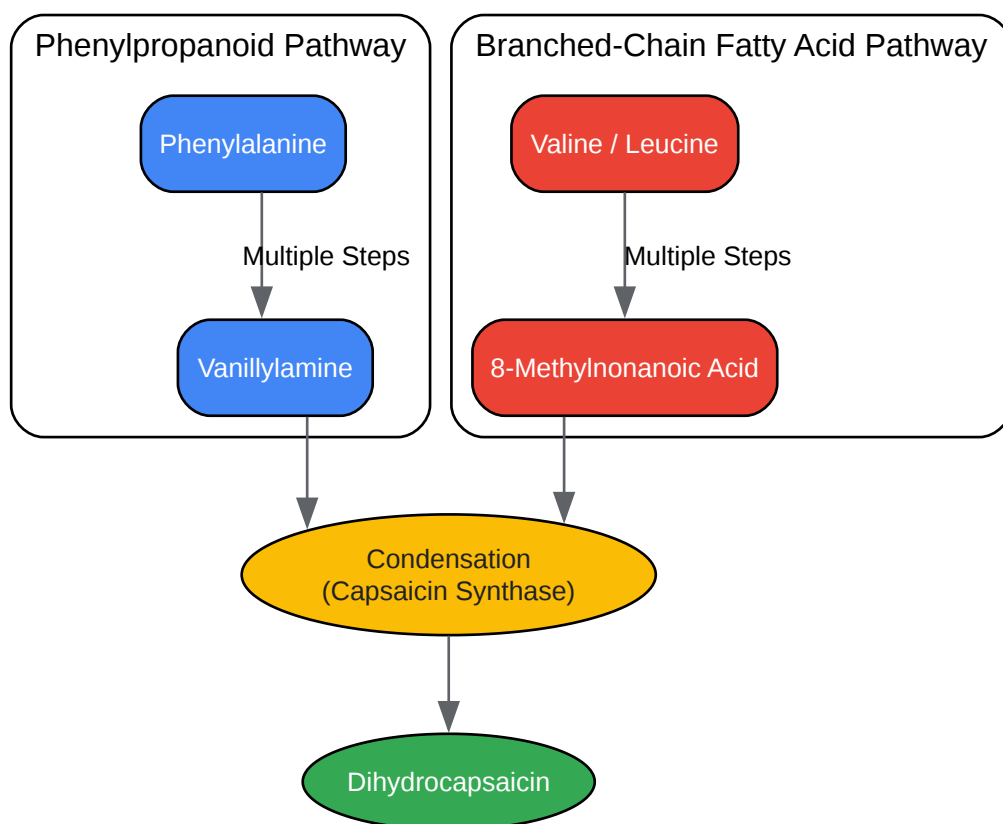 Phenylpropanoid Pathway
Branched-Chain Fatty Acid Pathway
Phenylalanine
Valine / Leucine
Multiple Steps
Multiple Steps
Vanillylamine
8-Methylnonanoic Acid
Condensation
(Capsaicin Synthase)
Dihydrocapsaicin